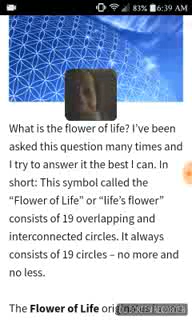 83% 6:39 AM
What is the flower of life? I've been
asked this question many times and
I try to answer it the best I can. In
short: This symbol called the
"Flower of Life" or "life's flower"
consists of 19 overlapping and
interconnected circles. It always
consists of 19 circles – no more and
no less.
The Flower of Life